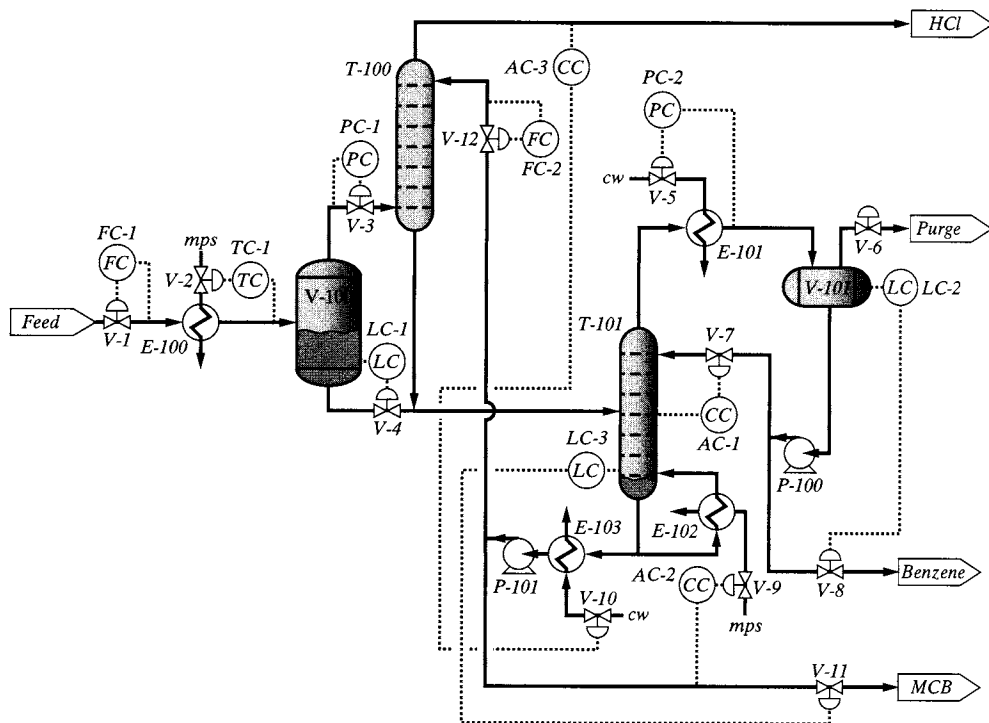 HCl
AC-3
CC
T-100
PC-2
PC
PC-1
PC
V-12
FC
FC-2
cw
V-5
V-3
E-101
V-6
Purge
FC-1
FC
mps
TC-1
V-2
TC
V-101
LC
LC-2
Feed
V-1
E-100
LC-1
LC
T-101
V-7
V-4
CC
AC-1
LC-3
LC
P-100
E-103
E-102
P-101
AC-2
CC
V-9
V-8
Benzene
V-10
cw
mps
V-11
MCB